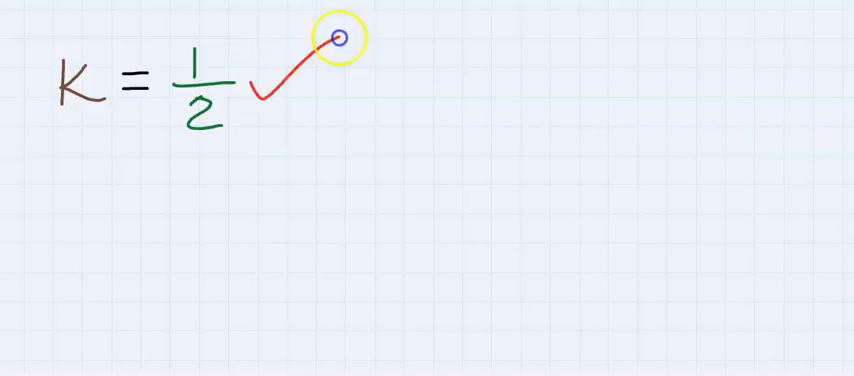 K = 1/2 ✓